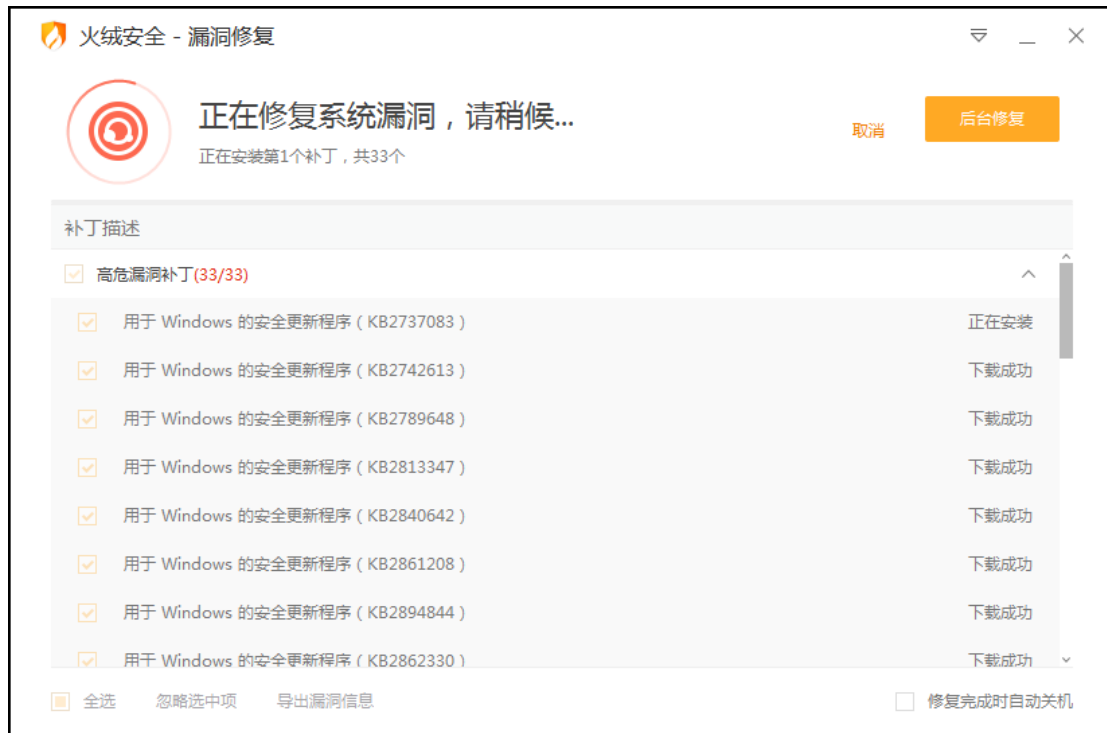 火绒安全 - 漏洞修复
正在修复系统漏洞，请稍候...
正在安装第1个补丁，共33个
取消
后台修复
补丁描述
高危漏洞补丁(33/33)
用于 Windows 的安全更新程序（KB2737083） 正在安装
用于 Windows 的安全更新程序（KB2742613） 下载成功
用于 Windows 的安全更新程序（KB2789648） 下载成功
用于 Windows 的安全更新程序（KB2813347） 下载成功
用于 Windows 的安全更新程序（KB2840642） 下载成功
用于 Windows 的安全更新程序（KB2861208） 下载成功
用于 Windows 的安全更新程序（KB2894844） 下载成功
用于 Windows 的安全更新程序（KB2862330） 下载成功
全选 忽略选中项 导出漏洞信息 修复完成时自动关机